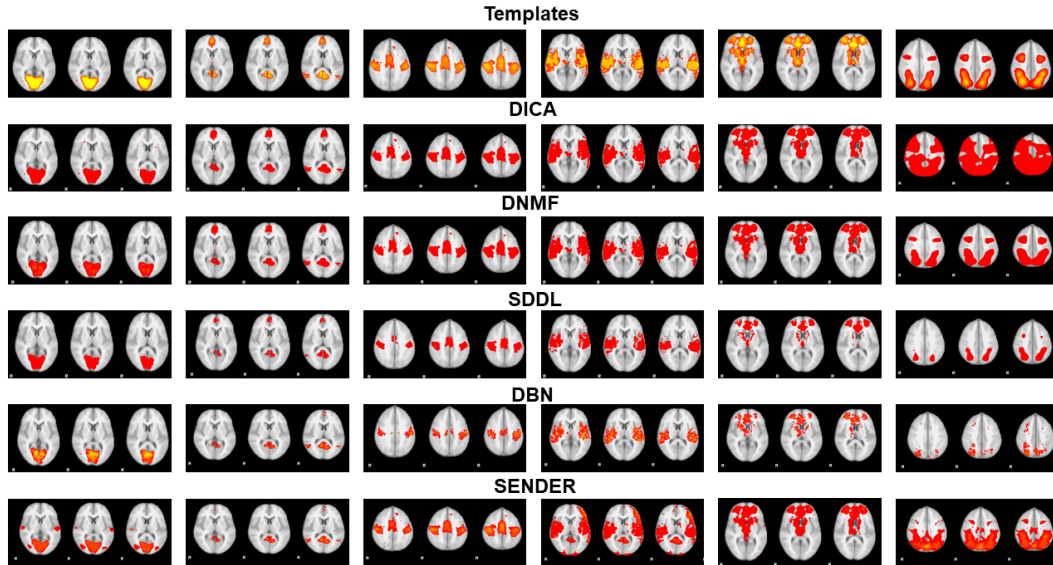 Templates
DICA
DNMF
SDDL
DBN
SENDER